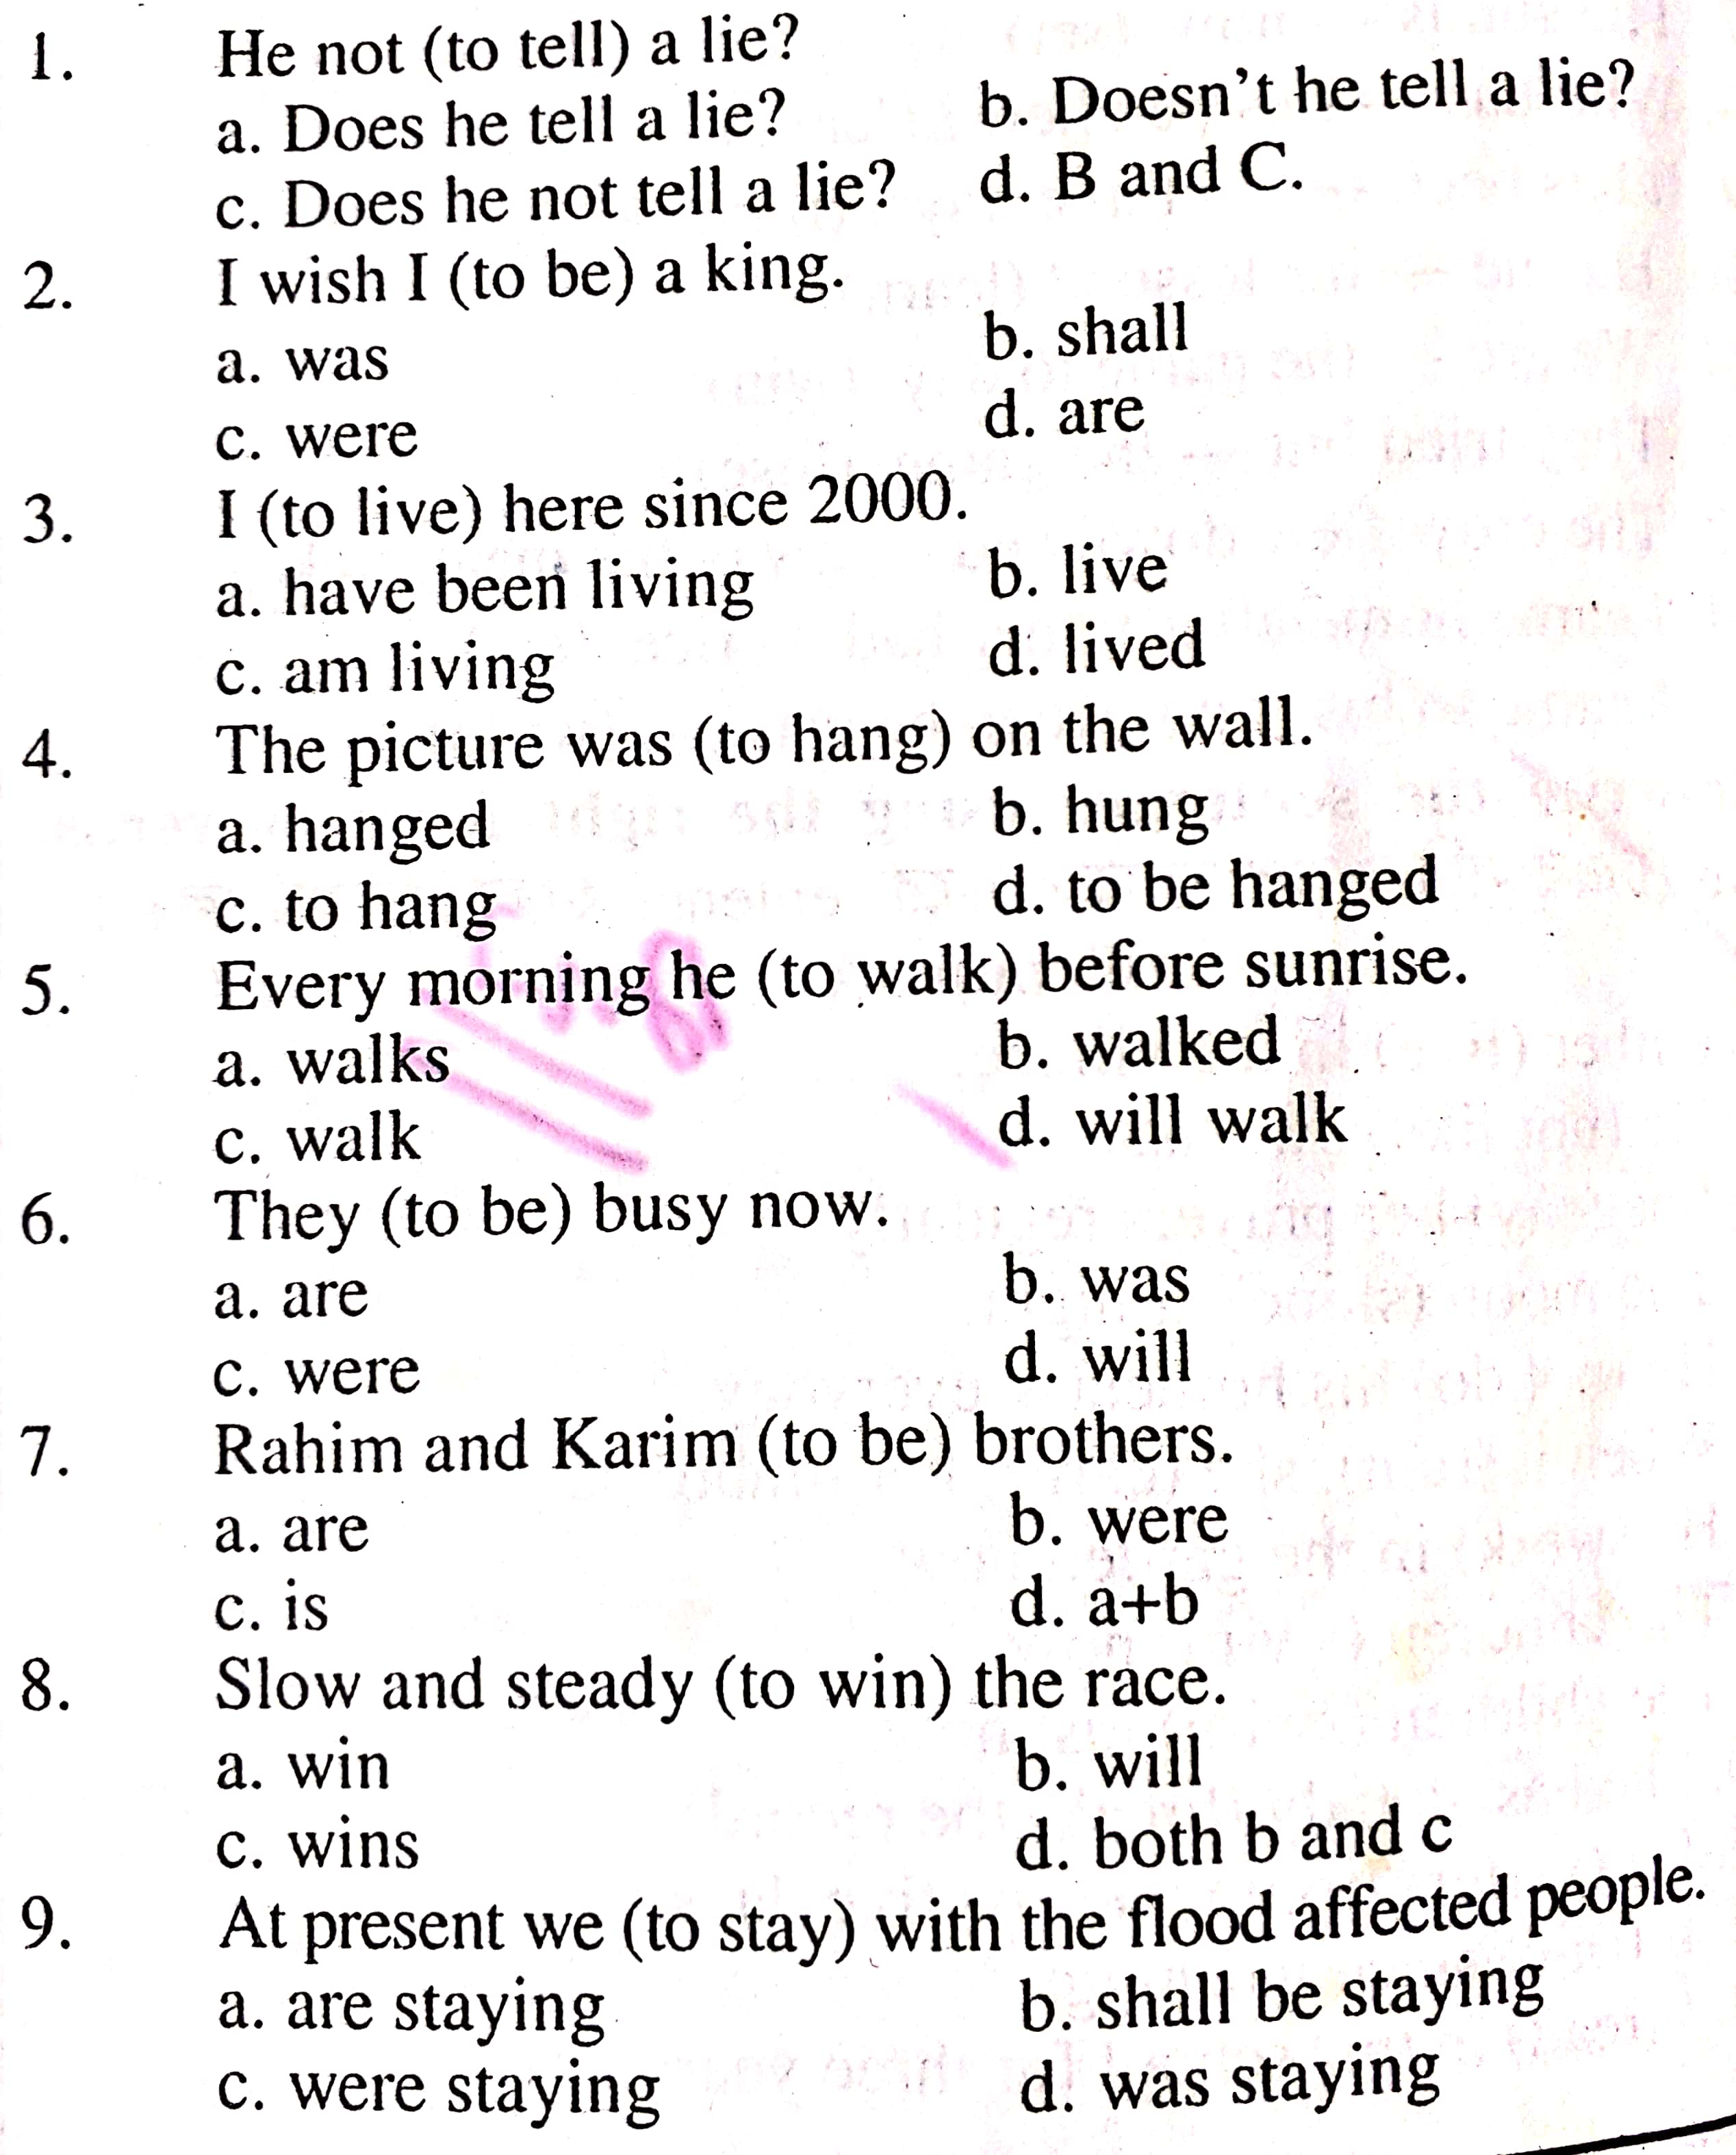 1. He not (to tell) a lie?
a. Does he tell a lie? b. Doesn't he tell a lie?
c. Does he not tell a lie? d. B and C.
2. I wish I (to be) a king.
a. was b. shall
c. were d. are
3. I (to live) here since 2000.
a. have been living b. live
c. am living d. lived
4. The picture was (to hang) on the wall.
a. hanged b. hung
c. to hang d. to be hanged
5. Every morning he (to walk) before sunrise.
a. walks b. walked
c. walk d. will walk
6. They (to be) busy now.
a. are b. was
c. were d. will
7. Rahim and Karim (to be) brothers.
a. are b. were
c. is d. a+b
8. Slow and steady (to win) the race.
a. win b. will
c. wins d. both b and c
9. At present we (to stay) with the flood affected people.
a. are staying b. shall be staying
c. were staying d. was staying